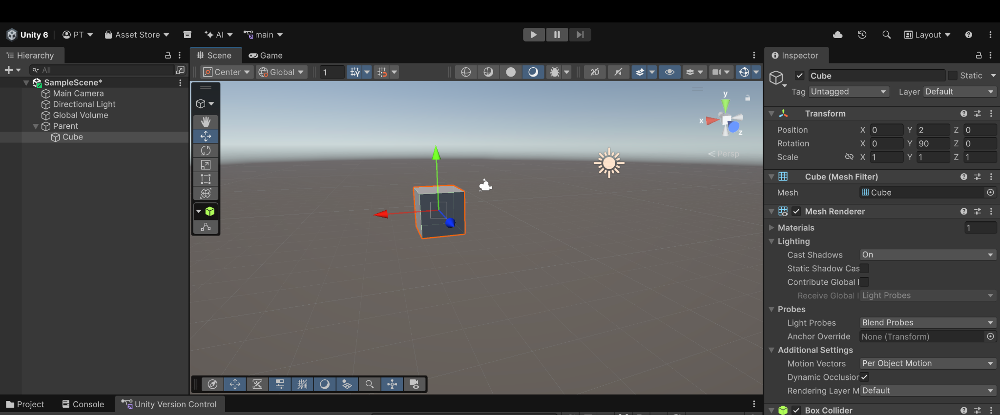 Unity 6 PT Asset Store AI main Layout
Hierarchy
All
SampleScene*
Main Camera
Directional Light
Global Volume
Parent
Cube
Scene Game
Center Global 1 2D
y
x
z
Persp
Inspector
Cube Static
Tag Untagged Layer Default
Transform
Position X 0 Y 2 Z 0
Rotation X 0 Y 90 Z 0
Scale X 1 Y 1 Z 1
Cube (Mesh Filter)
Mesh Cube
Mesh Renderer
Materials 1
Lighting
Cast Shadows On
Static Shadow Cas
Contribute Global I
Receive Global I Light Probes
Probes
Light Probes Blend Probes
Anchor Override None (Transform)
Additional Settings
Motion Vectors Per Object Motion
Dynamic Occlusion
Rendering Layer M Default
Box Collider
Project Console Unity Version Control